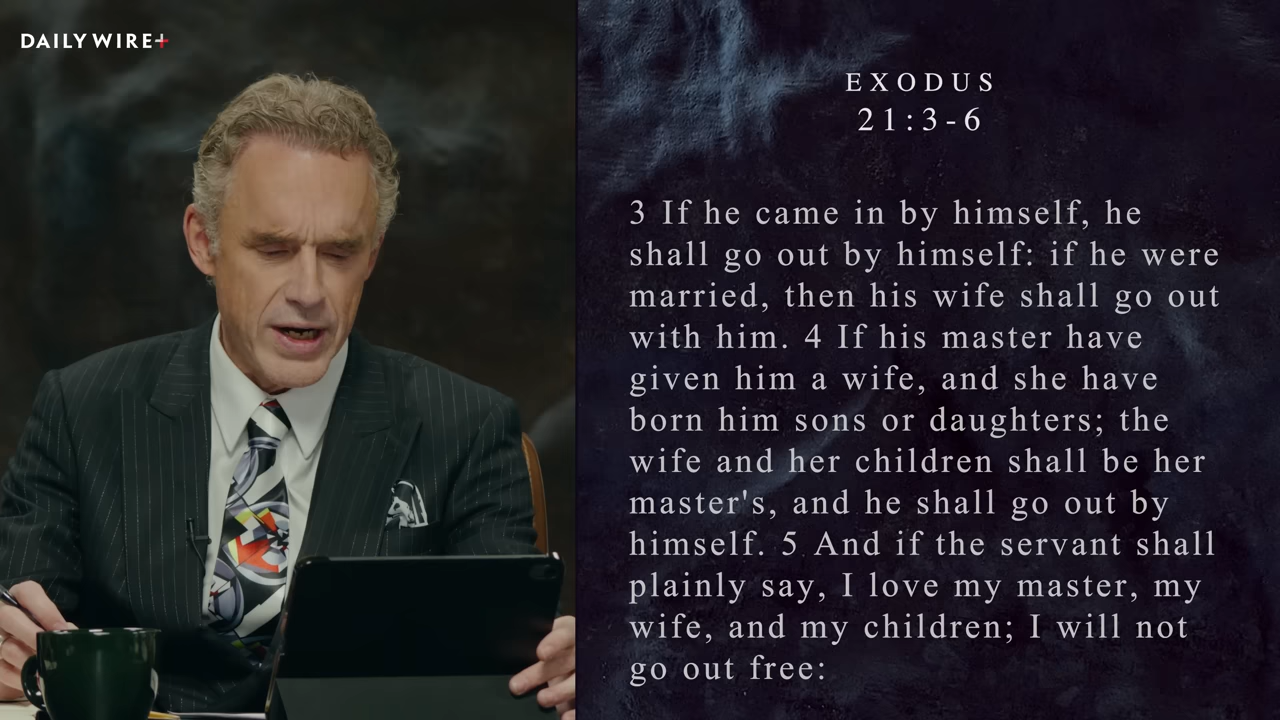 DAILYWIRE+
EXODUS
21:3-6
3 If he came in by himself, he
shall go out by himself: if he were
married, then his wife shall go out
with him. 4 If his master have
given him a wife, and she have
born him sons or daughters; the
wife and her children shall be her
master's, and he shall go out by
himself. 5 And if the servant shall
plainly say, I love my master, my
wife, and my children; I will not
go out free: